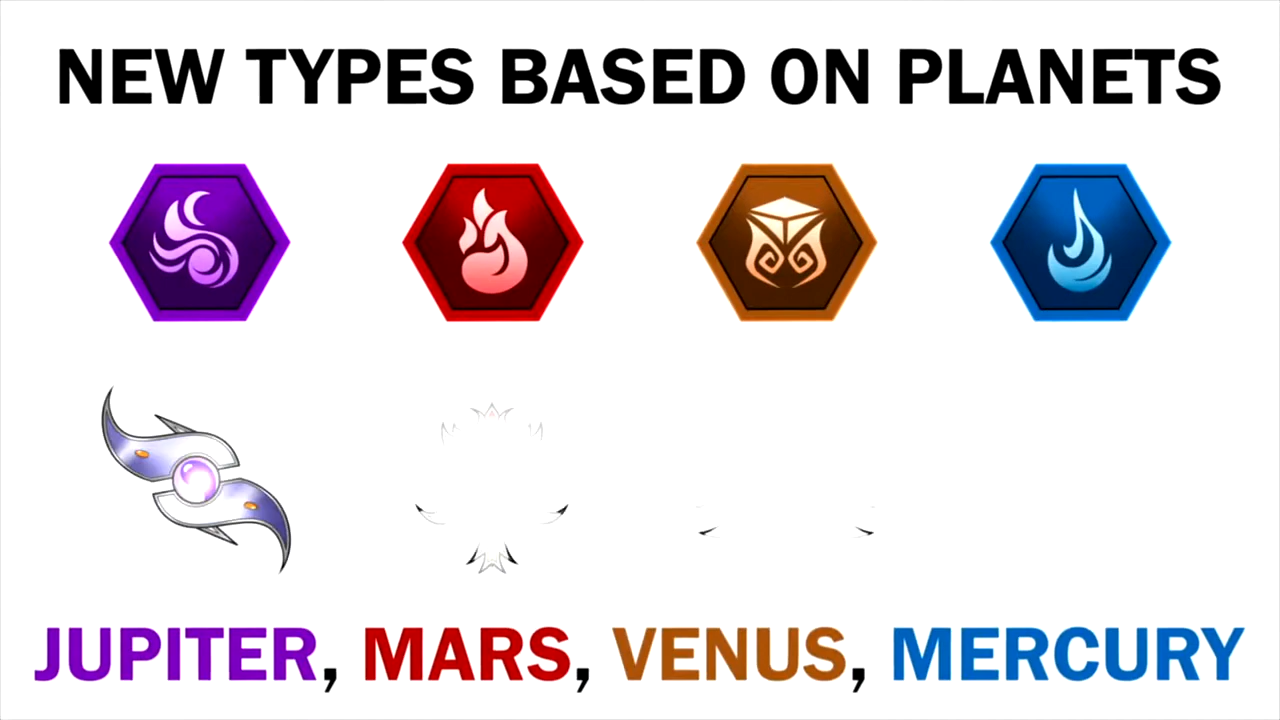 NEW TYPES BASED ON PLANETS
JUPITER, MARS, VENUS, MERCURY